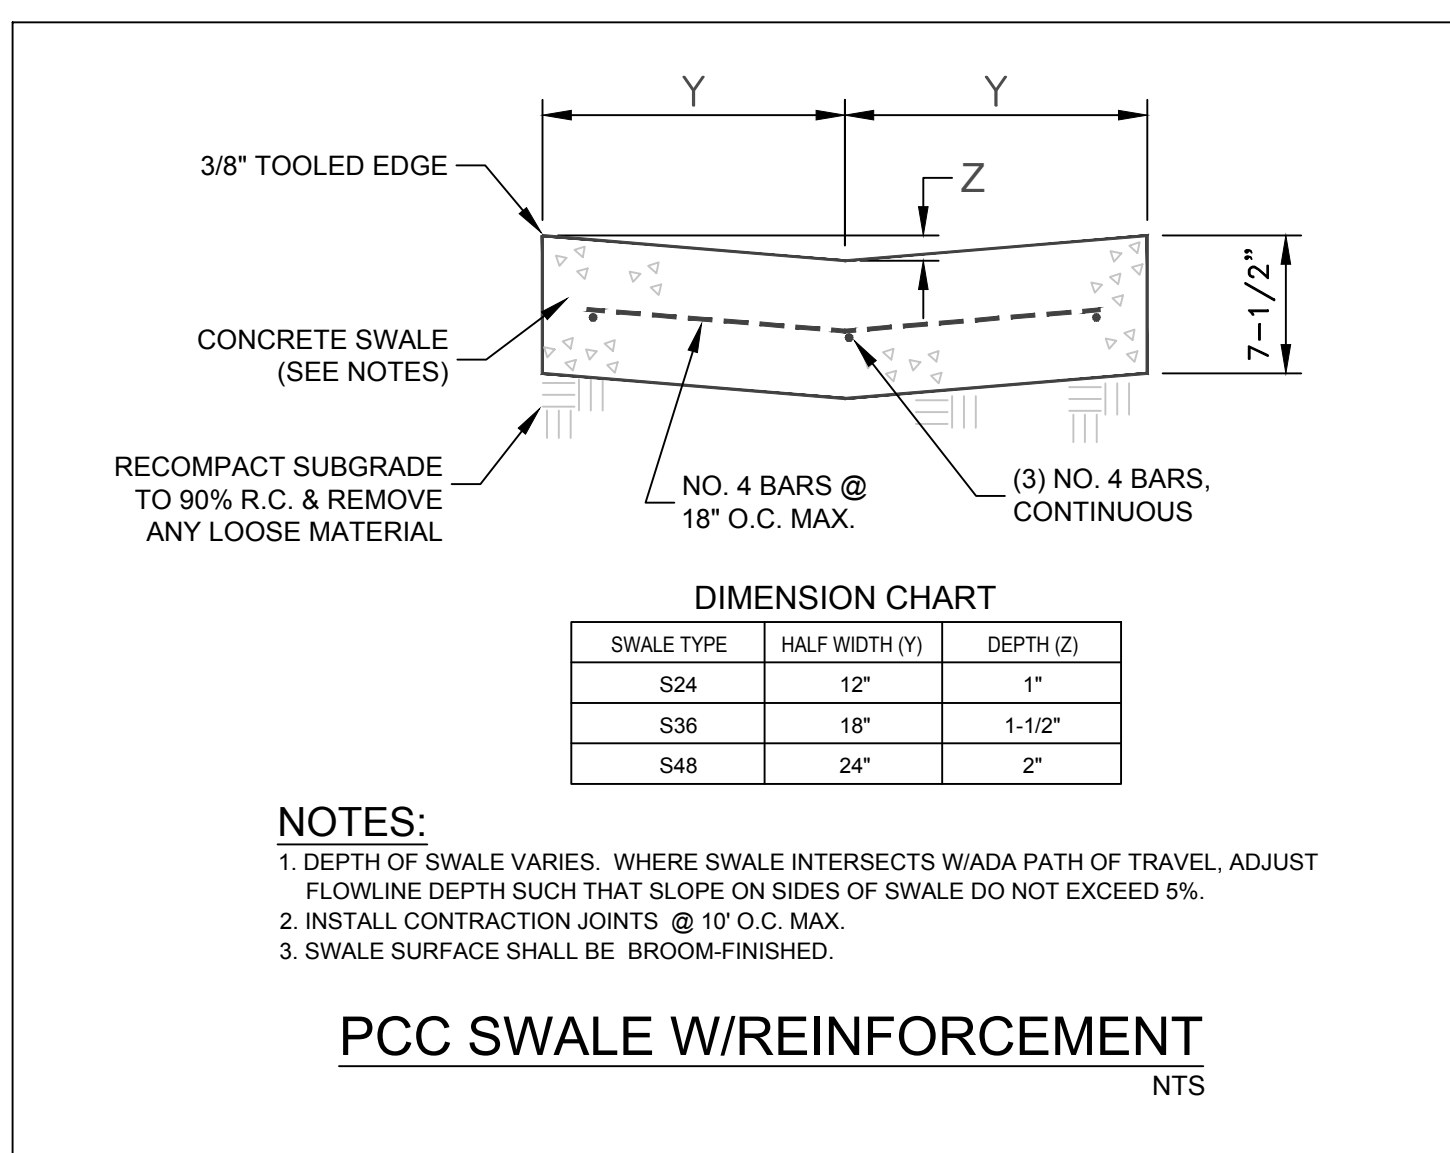 Y Y
Z
3/8" TOOLED EDGE
7-1/2"
CONCRETE SWALE
(SEE NOTES)
RECOMPACT SUBGRADE
TO 90% R.C. & REMOVE
ANY LOOSE MATERIAL
NO. 4 BARS @
18" O.C. MAX.
(3) NO. 4 BARS,
CONTINUOUS
DIMENSION CHART
SWALE TYPE HALF WIDTH (Y) DEPTH (Z)
S24 12" 1"
S36 18" 1-1/2"
S48 24" 2"
NOTES:
1. DEPTH OF SWALE VARIES. WHERE SWALE INTERSECTS W/ADA PATH OF TRAVEL, ADJUST
FLOWLINE DEPTH SUCH THAT SLOPE ON SIDES OF SWALE DO NOT EXCEED 5%.
2. INSTALL CONTRACTION JOINTS @ 10' O.C. MAX.
3. SWALE SURFACE SHALL BE BROOM-FINISHED.
PCC SWALE W/REINFORCEMENT
NTS